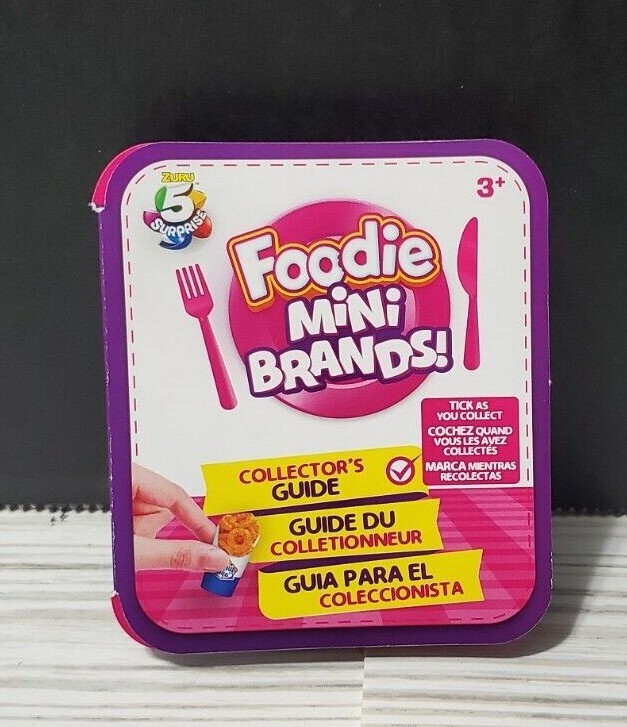 ZURU
5
SURPRISE
3+
Foodie
MiNi
BRANDS!
TICK AS
YOU COLLECT
COCHEZ QUAND
VOUS LES AVEZ
COLLECTÉS
MARCA MIENTRAS
RECOLECTAS
COLLECTOR'S
GUIDE
GUIDE DU
COLLETIONNEUR
GUIA PARA EL
COLECCIONISTA